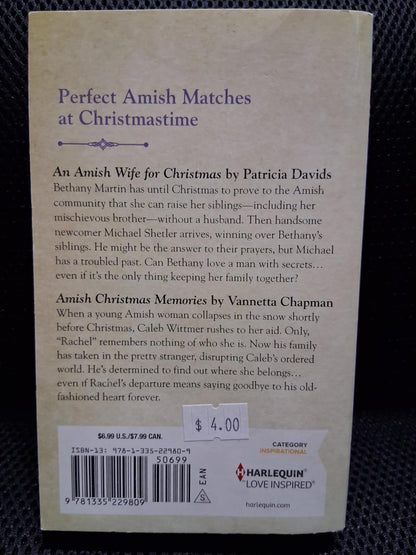 Perfect Amish Matches
at Christmastime
An Amish Wife for Christmas by Patricia Davids
Bethany Martin has until Christmas to prove to the Amish
community that she can raise her siblings—including her
mischievous brother—without a husband. Then handsome
newcomer Michael Shetler arrives, winning over Bethany's
siblings. He might be the answer to their prayers, but Michael
has a troubled past. Can Bethany love a man with secrets...
even if it's the only thing keeping her family together?
Amish Christmas Memories by Vannetta Chapman
When a young Amish woman collapses in the snow shortly
before Christmas, Caleb Wittmer rushes to her aid. Only,
"Rachel" remembers nothing of who she is. Now his family
has taken in the pretty stranger, disrupting Caleb's ordered
world. He's determined to find out where she belongs...
even if Rachel's departure means saying goodbye to his old-
fashioned heart forever.
$ 4.00
$6.99 U.S./$7.99 CAN.
ISBN-13: 978-1-335-22980-9
50699
9 781335 229809
EAN
S
CATEGORY
INSPIRATIONAL
HARLEQUIN®
LOVE INSPIRED®
harlequin.com